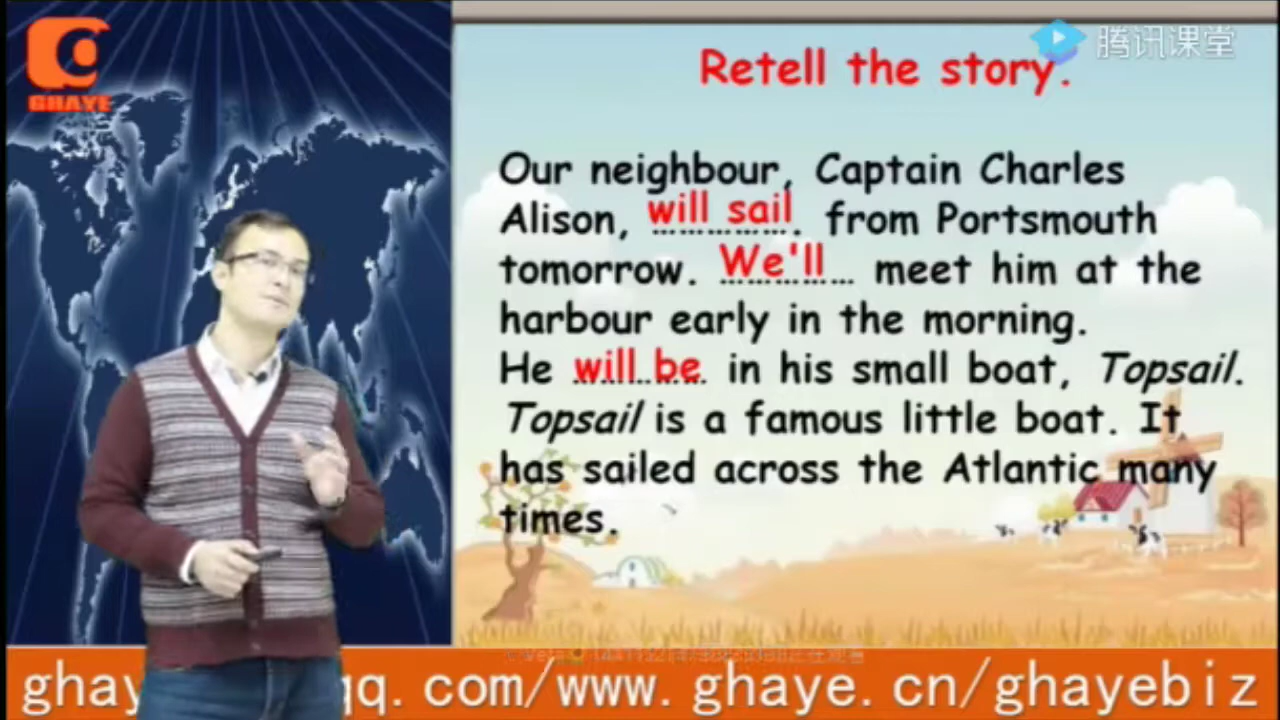 GHAYE
腾讯课堂
Retell the story.
Our neighbour, Captain Charles
Alison, will sail. from Portsmouth
tomorrow. We'll meet him at the
harbour early in the morning.
He will be in his small boat, Topsail.
Topsail is a famous little boat. It
has sailed across the Atlantic many
times.
qq.com/www.ghaye.cn/ghayebiz